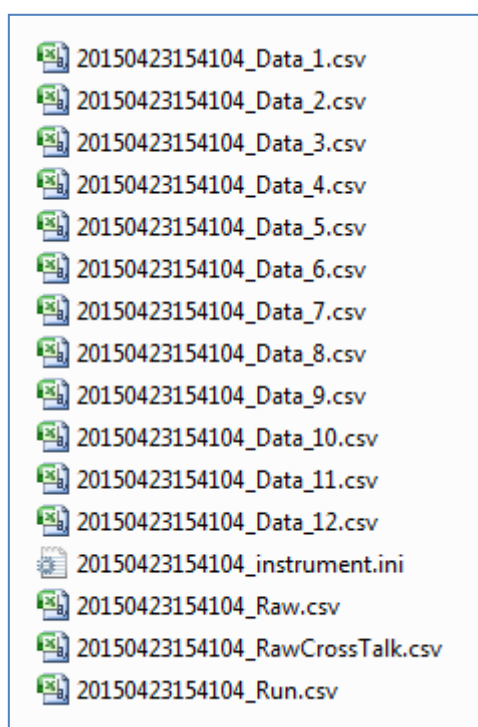 20150423154104_Data_1.csv
20150423154104_Data_2.csv
20150423154104_Data_3.csv
20150423154104_Data_4.csv
20150423154104_Data_5.csv
20150423154104_Data_6.csv
20150423154104_Data_7.csv
20150423154104_Data_8.csv
20150423154104_Data_9.csv
20150423154104_Data_10.csv
20150423154104_Data_11.csv
20150423154104_Data_12.csv
20150423154104_instrument.ini
20150423154104_Raw.csv
20150423154104_RawCrossTalk.csv
20150423154104_Run.csv